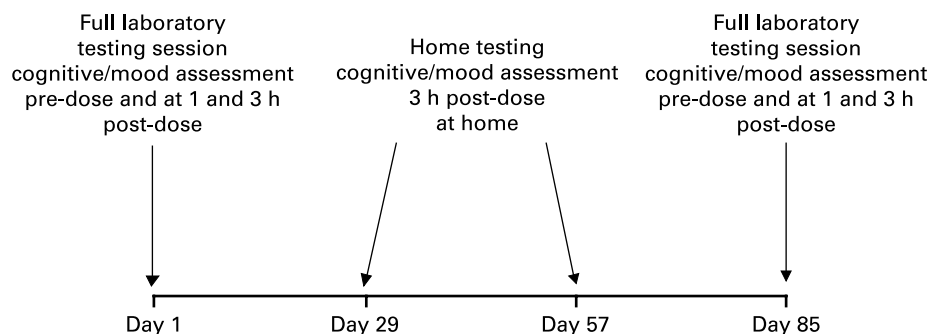 Full laboratory
testing session
cognitive/mood assessment
pre-dose and at 1 and 3 h
post-dose
Home testing
cognitive/mood assessment
3 h post-dose
at home
Full laboratory
testing session
cognitive/mood assessment
pre-dose and at 1 and 3 h
post-dose
Day 1
Day 29
Day 57
Day 85